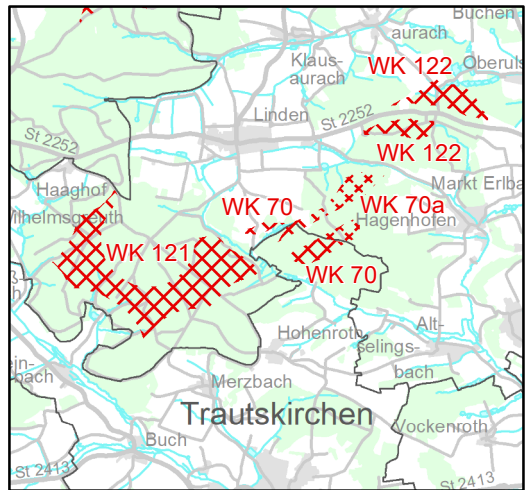 Buchen
aurach
Klaus-
aurach
WK 122
Oberuls
Linden
St 2252
St 2252
WK 122
Haaghof
Markt Erlba
WK 70
WK 70a
Hagenhofen
WK 121
WK 70
Hohenroth
Alt-
selings-
bach
bach
Merzbach
Trautskirchen
Vockenroth
Buch
St 2413
St 2413